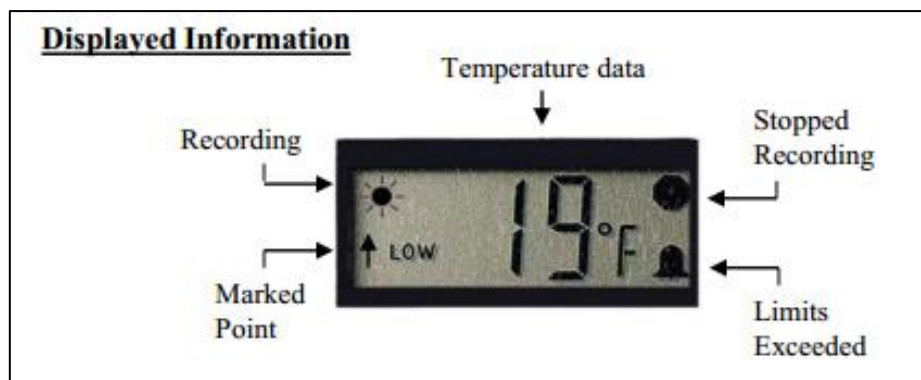 Displayed Information
Temperature data
Recording
Stopped
Recording
19°F
LOW
Marked
Point
Limits
Exceeded